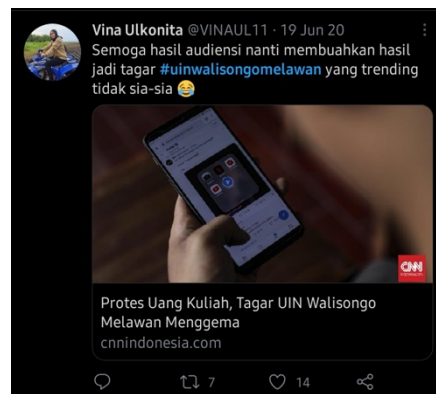 Vina Ulkonita @VINAUL11 · 19 Jun 20
Semoga hasil audiensi nanti membuahkan hasil
jadi tagar #uinwalisongomelawan yang trending
tidak sia-sia 😂
CNN
Protes Uang Kuliah, Tagar UIN Walisongo
Melawan Menggema
cnnindonesia.com
7 14